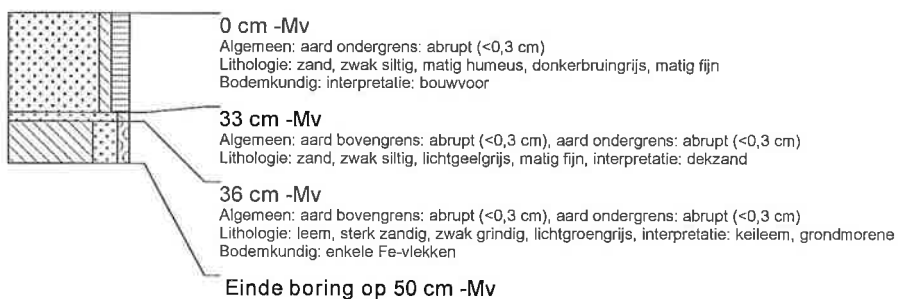 0 cm -Mv
Algemeen: aard ondergrens: abrupt (<0,3 cm)
Lithologie: zand, zwak siltig, matig humeus, donkerbruingrijs, matig fijn
Bodemkundig: interpretatie: bouwvoor
33 cm -Mv
Algemeen: aard bovengrens: abrupt (<0,3 cm), aard ondergrens: abrupt (<0,3 cm)
Lithologie: zand, zwak siltig, lichtgeelgrijs, matig fijn, interpretatie: dekzand
36 cm -Mv
Algemeen: aard bovengrens: abrupt (<0,3 cm), aard ondergrens: abrupt (<0,3 cm)
Lithologie: leem, sterk zandig, zwak grindig, lichtgroengrijs, interpretatie: keileem, grondmorene
Bodemkundig: enkele Fe-vlekken
Einde boring op 50 cm -Mv